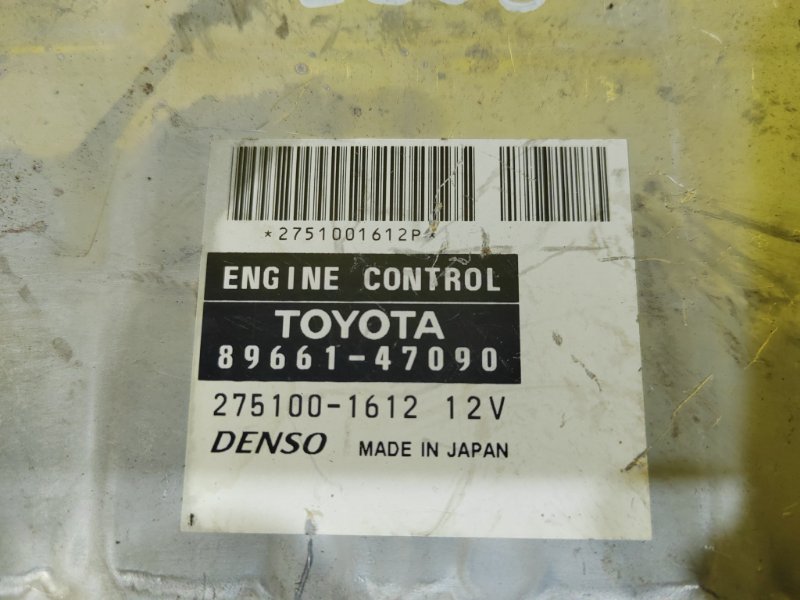 *2751001612P*
ENGINE CONTROL
TOYOTA
89661-47090
275100-1612 12V
DENSO MADE IN JAPAN